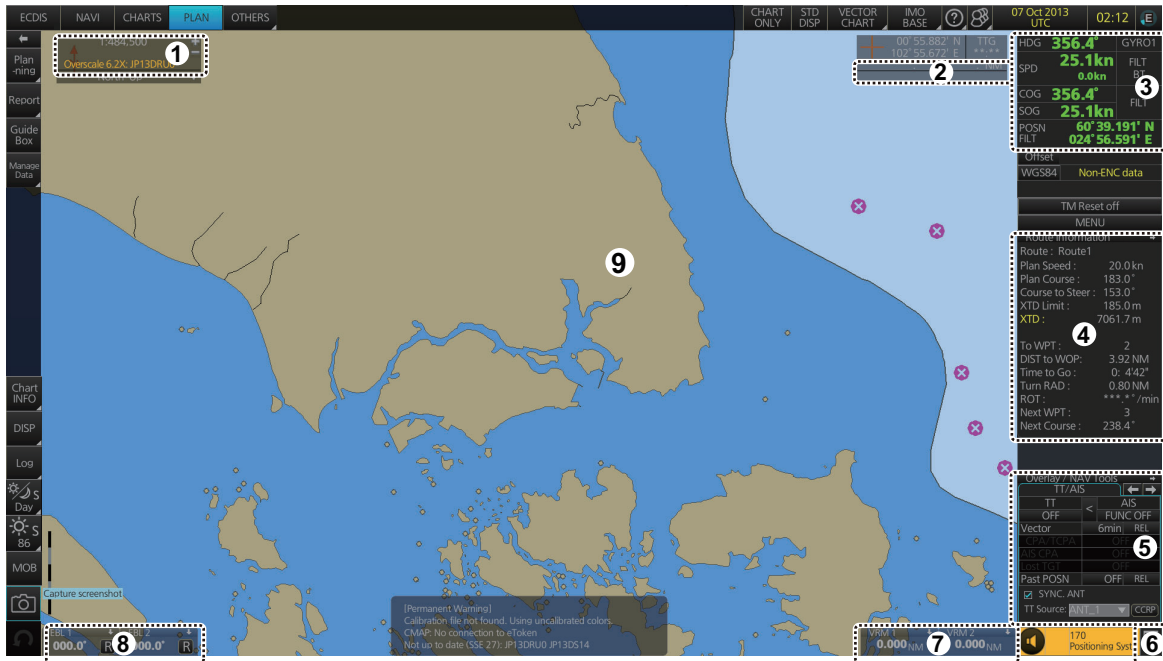 ECDIS NAVI CHARTS PLAN OTHERS CHART ONLY STD DISP VECTOR CHART IMO BASE ? 07 Oct 2013 UTC 02:12 E
Plan -ning
Report
Guide Box
Manage Data
Chart INFO
DISP
Log
Day S
86 S
MOB
Capture screenshot
1:484,500
Overscale 6.2X: JP13DRU0
1
00°55.882' N TTG
102°55.672' E **.**
2
HDG 356.4° GYRO1
SPD 25.1kn FILT
0.0kn BT
3
COG 356.4°
SOG 25.1kn FILT
POSN 60°39.191' N
FILT 024°56.591' E
Offset
WGS84 Non-ENC data
TM Reset off
MENU
Route Information
Route : Route1
Plan Speed : 20.0 kn
Plan Course : 183.0°
Course to Steer : 153.0°
XTD Limit : 185.0 m
XTD : 7061.7 m
4
To WPT : 2
DIST to WOP: 3.92 NM
Time to Go : 0: 4'42"
Turn RAD : 0.80 NM
ROT : ***.*°/min
Next WPT : 3
Next Course : 238.4°
Overlay / NAV Tools
TT/AIS
TT < AIS
OFF FUNC OFF
Vector 6min REL
CPA/TCPA OFF
AIS CPA OFF
5
Lost TGT OFF
Past POSN OFF REL
SYNC. ANT
TT Source: ANT_1 CCRP
9
[Permanent Warning]
Calibration file not found. Using uncalibrated colors.
CMAP: No connection to eToken
Not up to date (SSE 27): JP13DRU0 JP13DS14
EBL 1 EBL 2
000.0° R 8 000.0° R
VRM 1 VRM 2
0.000 NM 7 0.000 NM
170
Positioning Syst
6